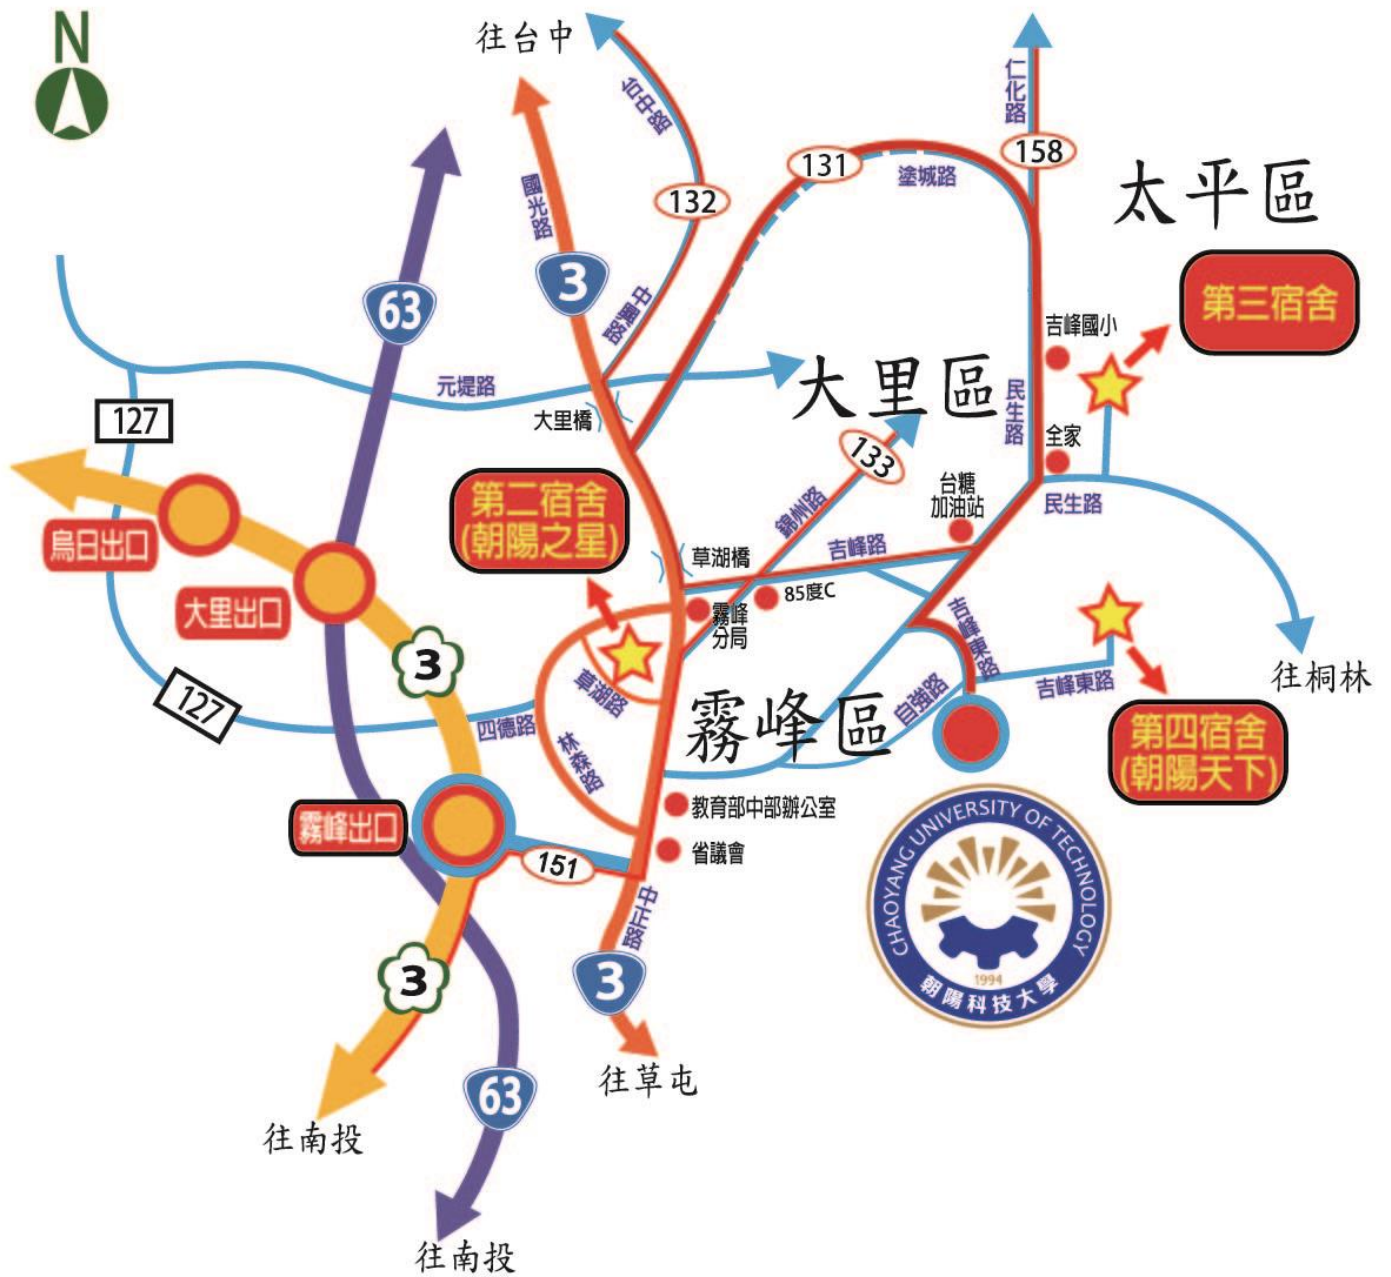 N
往台中
台中路
仁化路
158
131
塗城路
太平區
132
國光路
3
63
中興路
第三宿舍
吉峰國小
元堤路
大里橋
大里區
民生路
127
133
全家
第二宿舍
(朝陽之星)
台糖
加油站
錦州路
民生路
烏日出口
草湖橋
吉峰路
大里出口
85度C
霧峰
分局
吉峰東路
3
草湖路
往桐林
127
四德路
霧峰區
自強路
吉峰東路
林森路
第四宿舍
(朝陽天下)
霧峰出口
教育部中部辦公室
省議會
151
中正路
CHAOYANG UNIVERSITY OF TECHNOLOGY
1994
朝陽科技大學
3
3
往草屯
63
往南投
往南投